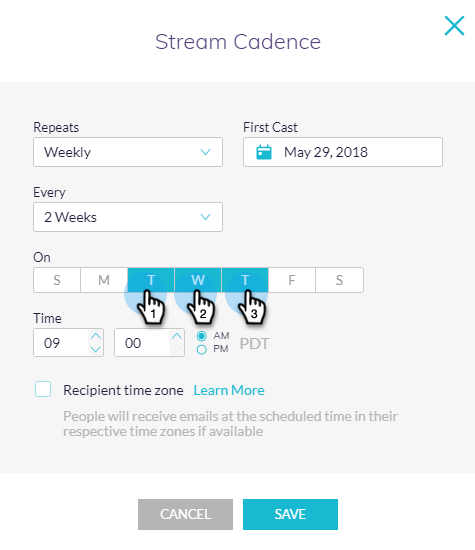 Stream Cadence
Repeats
First Cast
Weekly
May 29, 2018
Every
2 Weeks
On
S M T W T F S
1 2 3
Time
09 00 AM PM PDT
Recipient time zone Learn More
People will receive emails at the scheduled time in their
respective time zones if available
CANCEL SAVE